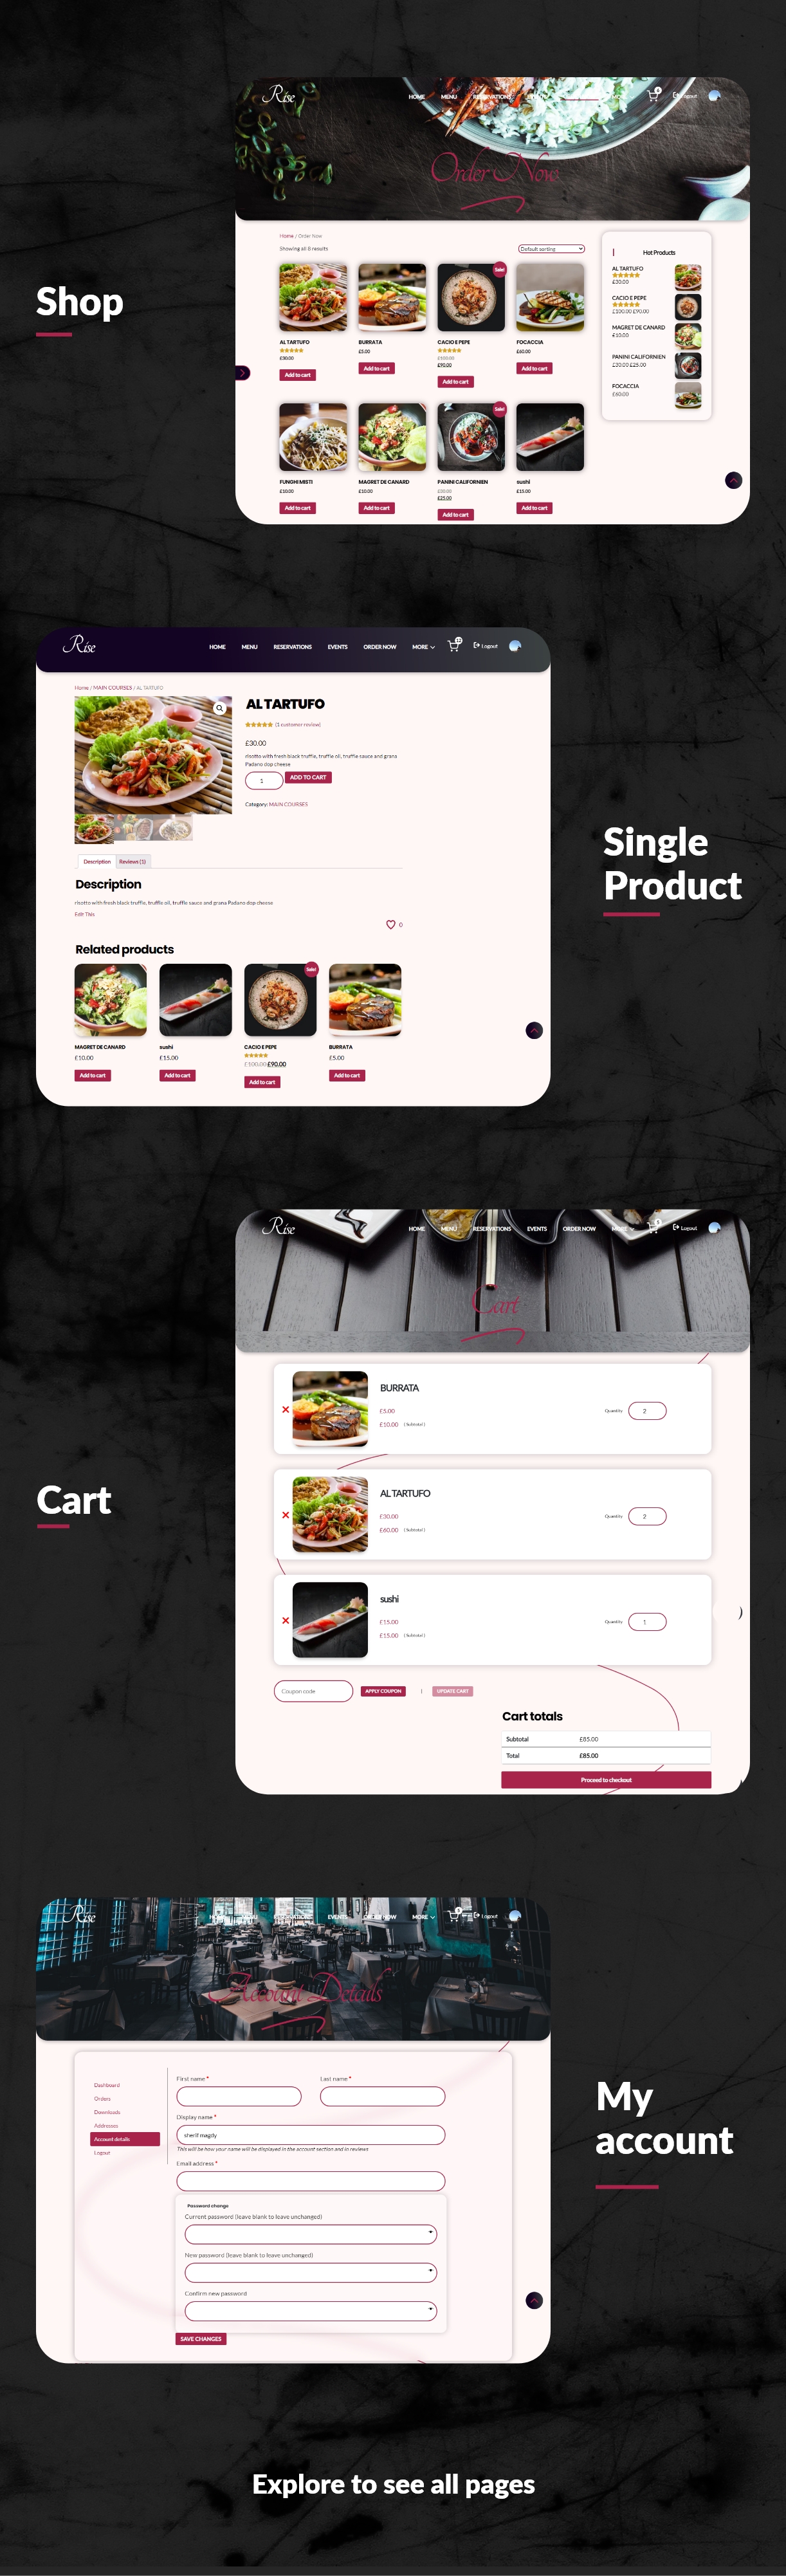 Rise
HOME MENU RESERVATIONS
5 Logout
Order Now
Home / Order Now
Showing all 8 results
Default sorting
Hot Products
AL TARTUFO
£30.00
CACIO E PEPE
£100.00 £90.00
MAGRET DE CANARD
£10.00
PANINI CALIFORNIEN
£30.00 £25.00
FOCACCIA
£60.00
Shop
Sale!
AL TARTUFO BURRATA CACIO E PEPE FOCACCIA
£30.00 £5.00 £100.00 £60.00
£90.00
Add to cart Add to cart Add to cart Add to cart
Sale!
FUNGHI MISTI MAGRET DE CANARD PANINI CALIFORNIEN sushi
£10.00 £10.00 £30.00 £15.00
£25.00
Add to cart Add to cart Add to cart Add to cart
Rise
HOME MENU RESERVATIONS EVENTS ORDER NOW MORE Logout
Home / MAIN COURSES / AL TARTUFO
AL TARTUFO
(1 customer review)
£30.00
risotto with fresh black truffle, truffle oil, truffle sauce and grana
Padano dop cheese
1 ADD TO CART
Category: MAIN COURSES
Single
Product
Description Reviews (1)
Description
risotto with fresh black truffle, truffle oil, truffle sauce and grana Padano dop cheese
Edit This
0
Related products
Sale!
MAGRET DE CANARD sushi CACIO E PEPE BURRATA
£10.00 £15.00 £100.00 £90.00 £5.00
Add to cart Add to cart Add to cart Add to cart
Rise
HOME MENU RESERVATIONS EVENTS ORDER NOW MORE Logout
Cart
BURRATA
£5.00
£10.00 ( Subtotal )
Quantity 2
AL TARTUFO
£30.00
£60.00 ( Subtotal )
Quantity 2
Cart
sushi
£15.00
£15.00 ( Subtotal )
Quantity 1
Coupon code APPLY COUPON | UPDATE CART
Cart totals
Subtotal £85.00
Total £85.00
Proceed to checkout
Rise
HOME MENU RESERVATIONS EVENTS ORDER NOW MORE Logout
Account Details
Dashboard
Orders
Downloads
Addresses
Account details
Logout
First name * Last name *
Display name *
sherif magdy
This will be how your name will be displayed in the account section and in reviews
Email address *
Password change
Current password (leave blank to leave unchanged)
New password (leave blank to leave unchanged)
Confirm new password
SAVE CHANGES
My
account
Explore to see all pages